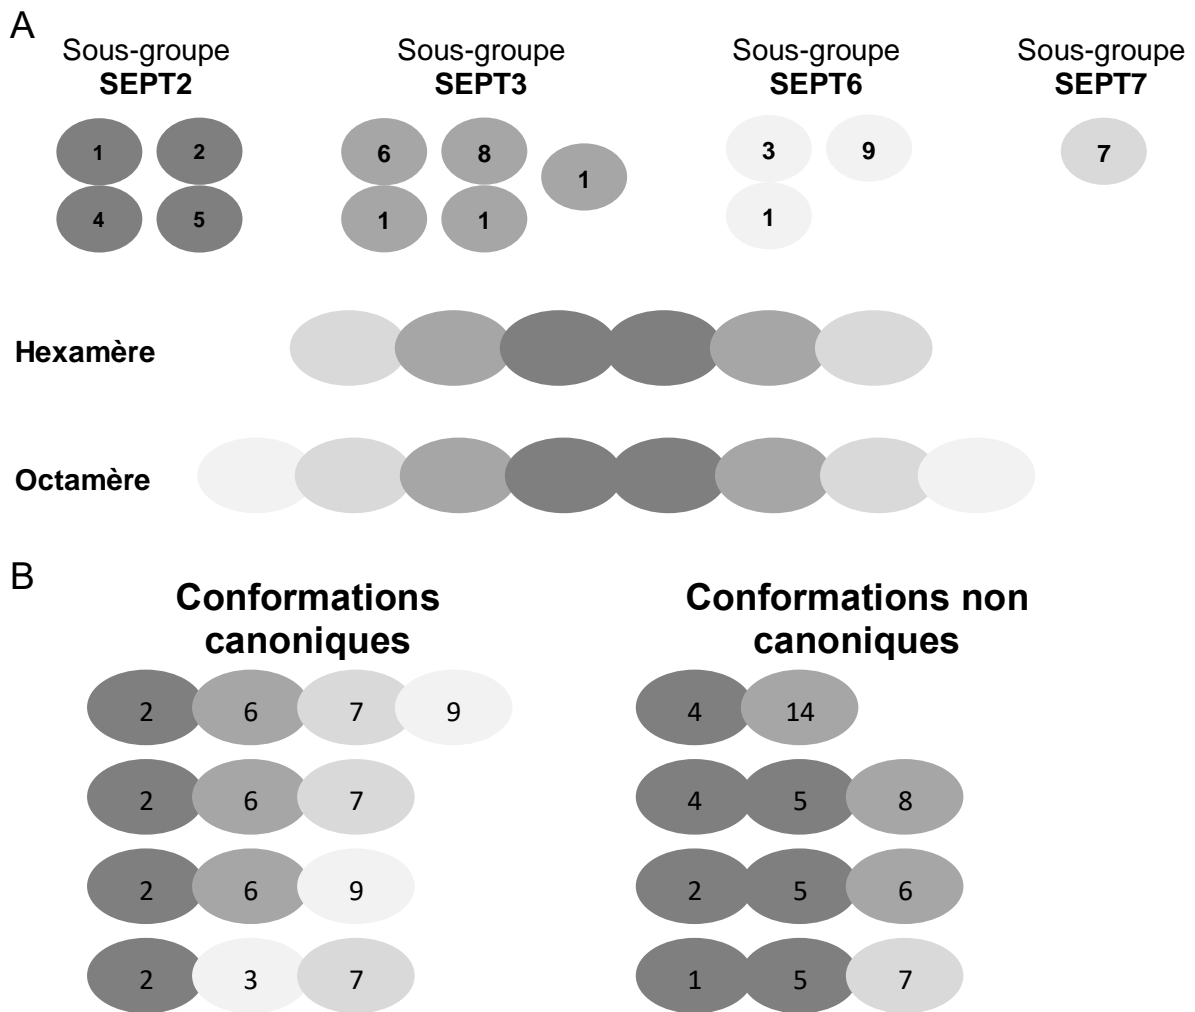 A
Sous-groupe
SEPT2
Sous-groupe
SEPT3
Sous-groupe
SEPT6
Sous-groupe
SEPT7
1 2
4 5
6 8
1
1 1
3 9
1
7
Hexamère
Octamère
B
Conformations
canoniques
Conformations non
canoniques
2 6 7 9
2 6 7
2 6 9
2 3 7
4 14
4 5 8
2 5 6
1 5 7